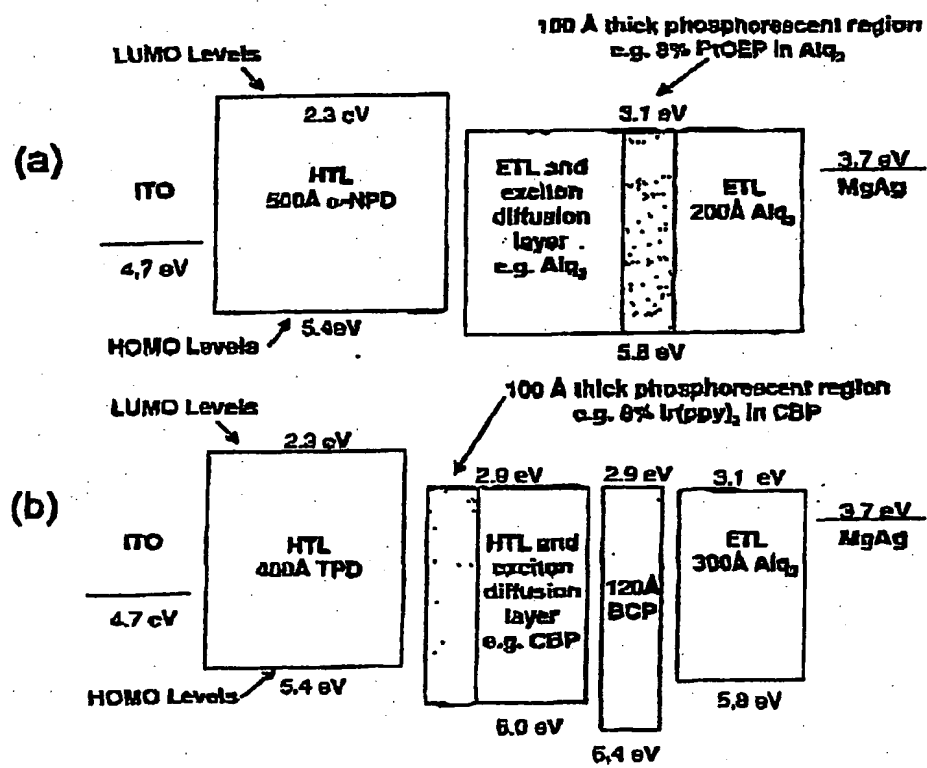 100 Å thick phosphorescent region
e.g. 8% PtOEP in Alq₃
LUMO Levels
2.3 eV
3.1 eV
(a)
ITO
HTL
500Å α-NPD
ETL and
exciton
diffusion
layer
e.g. Alq₃
ETL
200Å Alq₃
3.7 eV
MgAg
4.7 eV
HOMO Levels
5.4eV
5.8 eV
100 Å thick phosphorescent region
e.g. 8% Ir(ppy)₃ in CBP
LUMO Levels
2.3 eV
2.9 eV
2.9 eV
3.1 eV
(b)
ITO
HTL
400Å TPD
HTL and
exciton
diffusion
layer
e.g. CBP
120Å
BCP
ETL
300Å Alq₃
3.7 eV
MgAg
4.7 eV
HOMO Levels
5.4 eV
6.0 eV
6.4 eV
5.8 eV